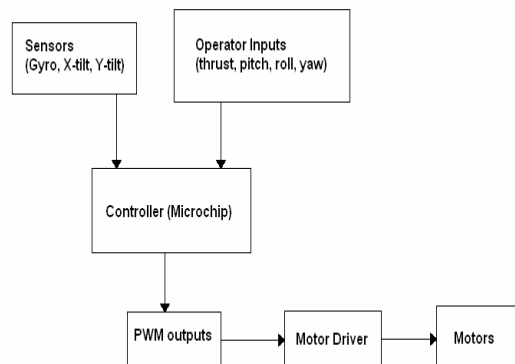 Sensors
(Gyro, X-tilt, Y-tilt)
Operator Inputs
(thrust, pitch, roll, yaw)
Controller (Microchip)
PWM outputs
Motor Driver
Motors